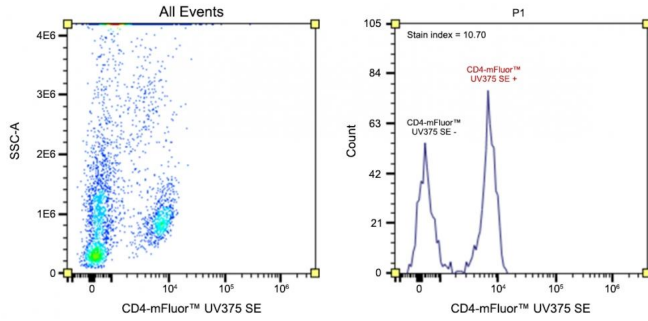 All Events
4E6
3E6
2E6
1E6
0
SSC-A
0
10⁴
10⁵
10⁶
CD4-mFluor™ UV375 SE
P1
Stain index = 10.70
CD4-mFluor™
UV375 SE +
CD4-mFluor™
UV375 SE -
105
84
63
42
21
0
Count
0
10⁴
10⁵
10⁶
CD4-mFluor™ UV375 SE